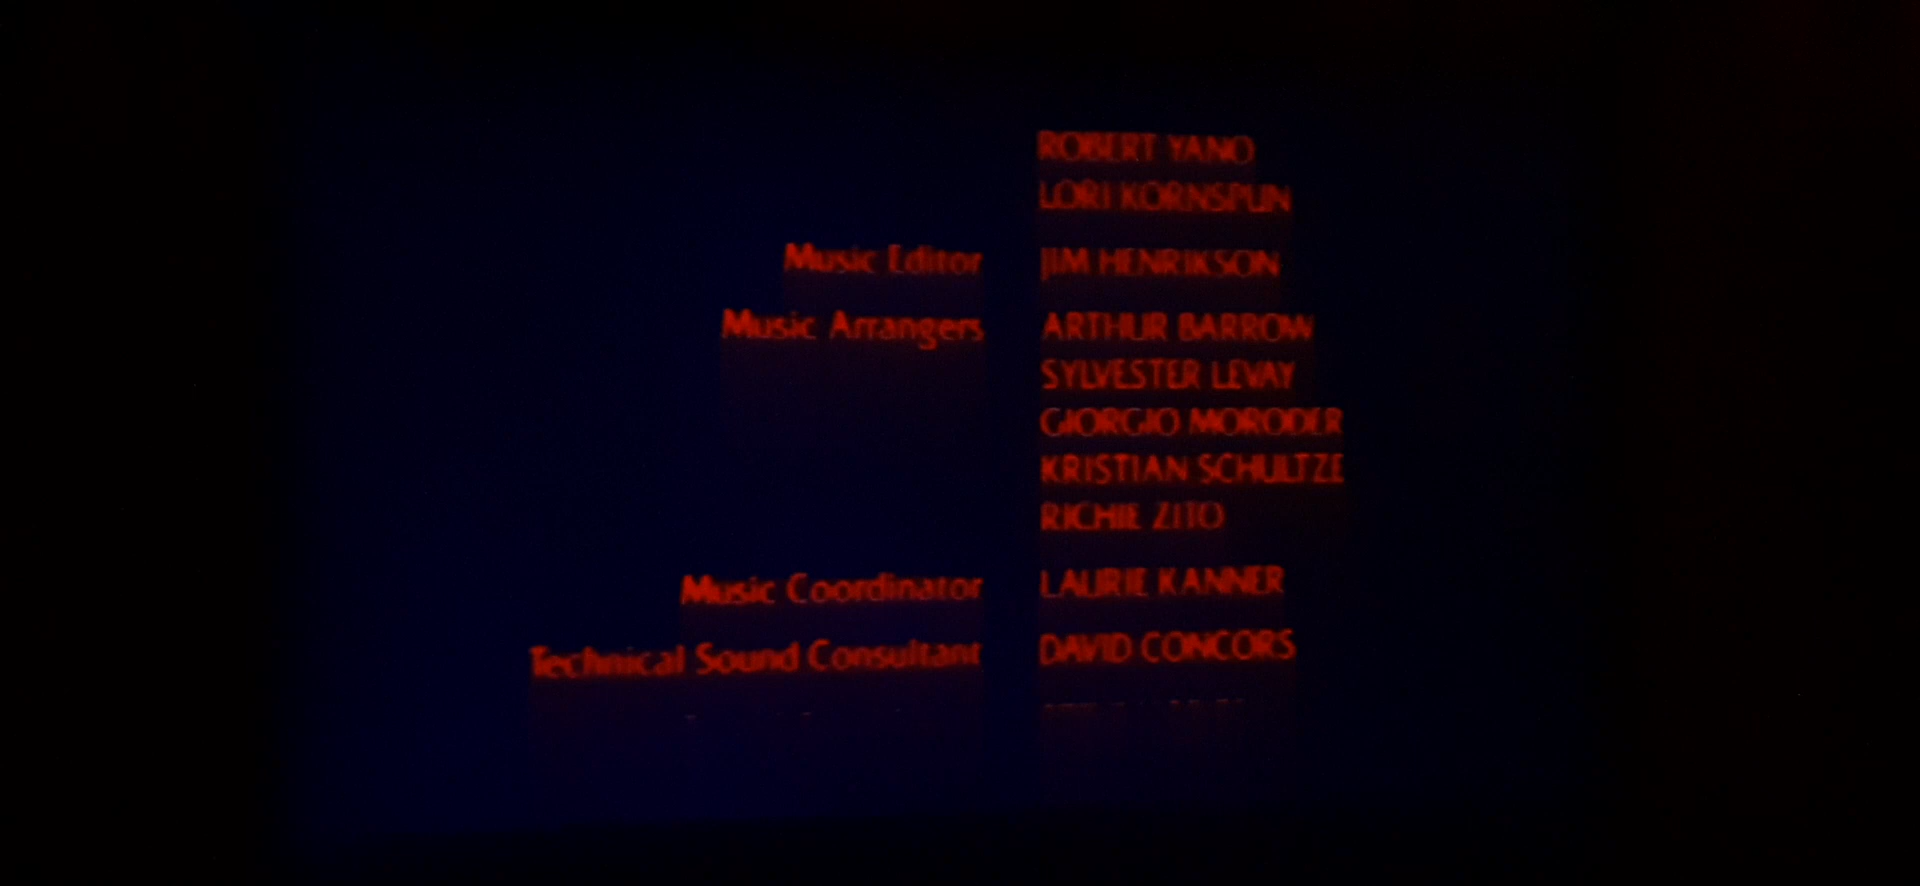 ROBERT YANO
LORI KORNSPUN
Music Editor JIM HENRIKSON
Music Arrangers ARTHUR BARROW
SYLVESTER LEVAY
GIORGIO MORODER
KRISTIAN SCHULTZE
RICHIE ZITO
Music Coordinator LAURIE KANNER
Technical Sound Consultant DAVID CONCORS